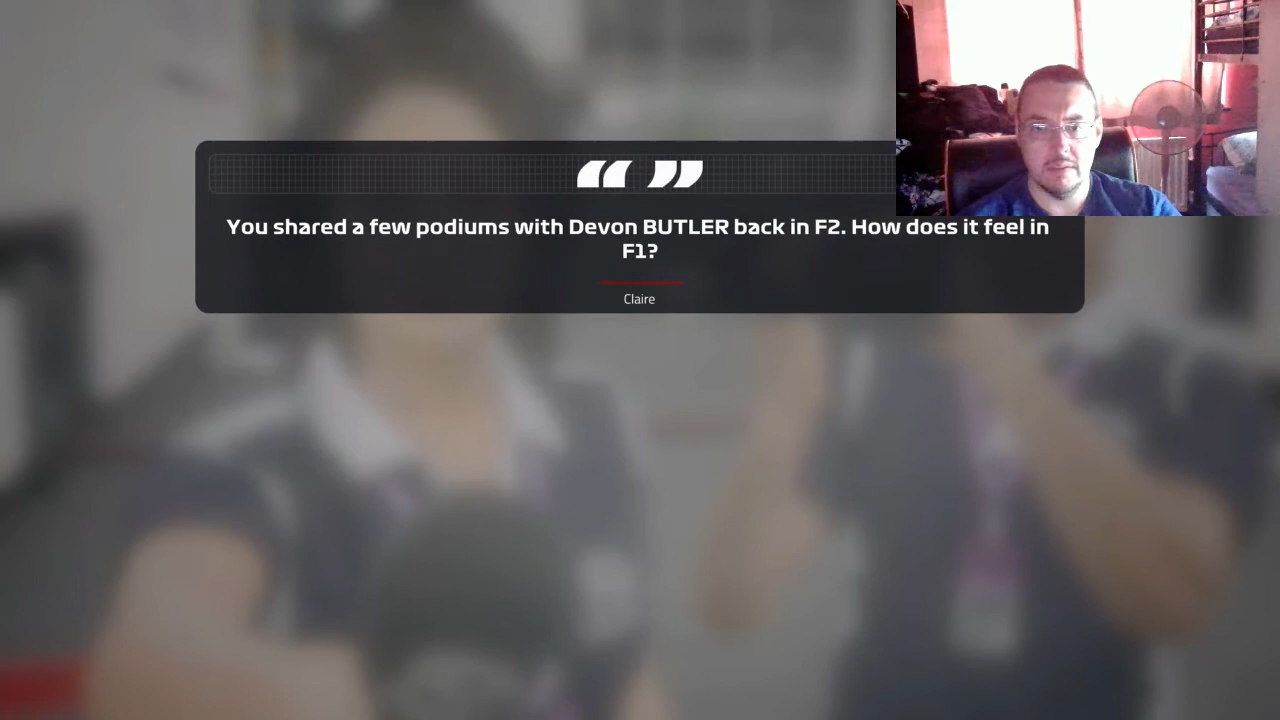 “ ”
You shared a few podiums with Devon BUTLER back in F2. How does it feel in
F1?
Claire